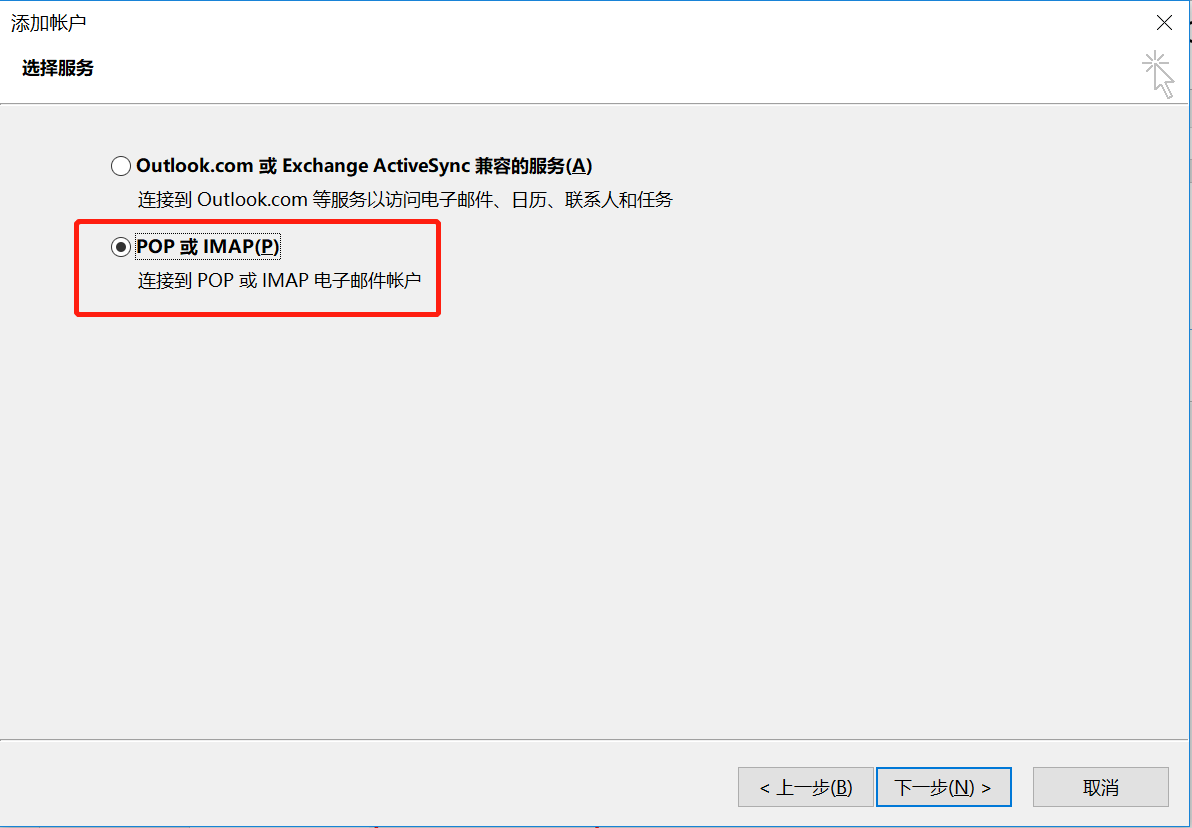 添加帐户
选择服务
Outlook.com 或 Exchange ActiveSync 兼容的服务(A)
连接到 Outlook.com 等服务以访问电子邮件、日历、联系人和任务
POP 或 IMAP(P)
连接到 POP 或 IMAP 电子邮件帐户
< 上一步(B)
下一步(N) >
取消